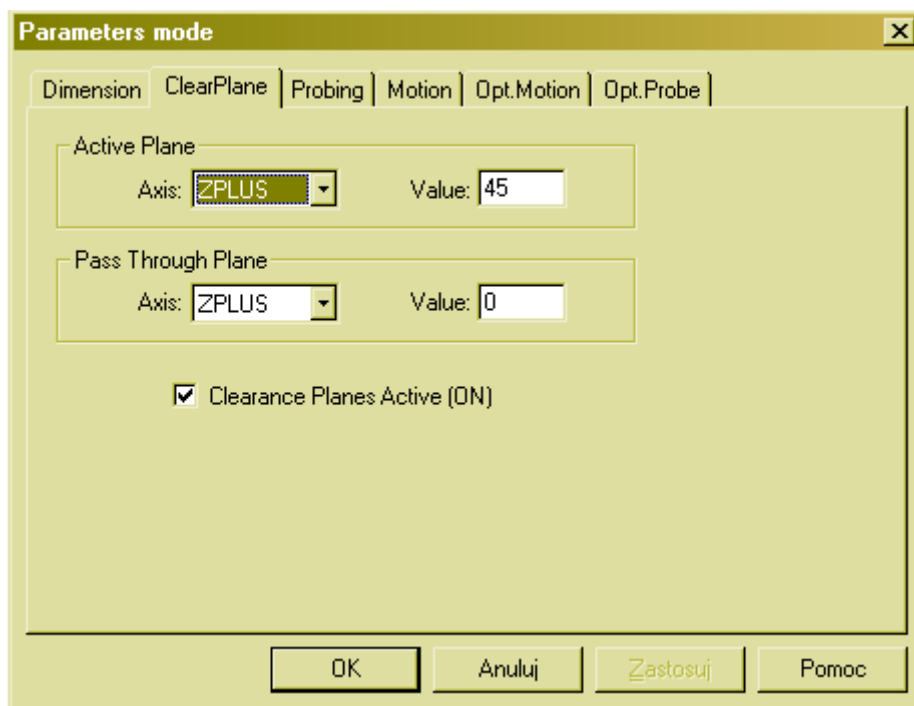 Parameters mode
Dimension ClearPlane Probing Motion Opt.Motion Opt.Probe
Active Plane
Axis: ZPLUS Value: 45
Pass Through Plane
Axis: ZPLUS Value: 0
Clearance Planes Active (ON)
OK Anuluj Zastosuj Pomoc